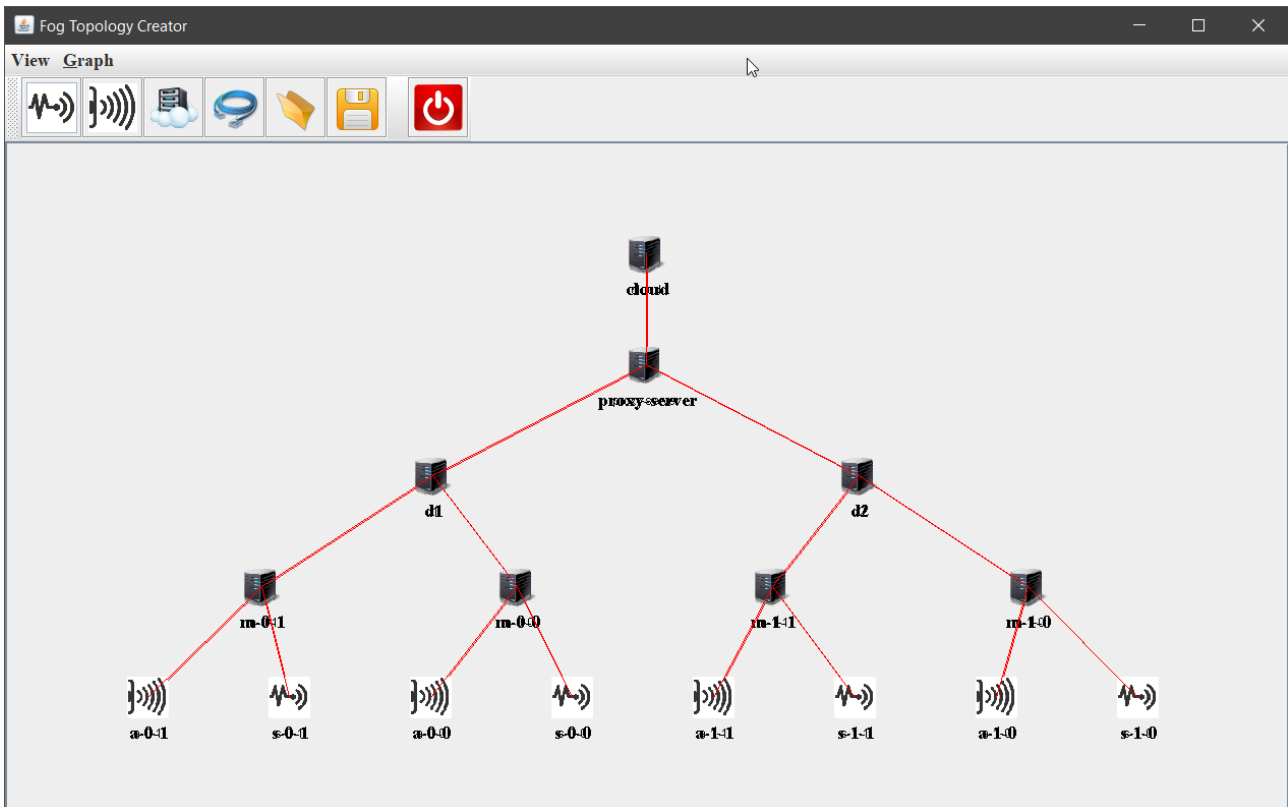 Fog Topology Creator
View Graph
cloud
proxy-server
d1
d2
m-0-1
m-0-0
m-1-1
m-1-0
a-0-1
s-0-1
a-0-0
s-0-0
a-1-1
s-1-1
a-1-0
s-1-0